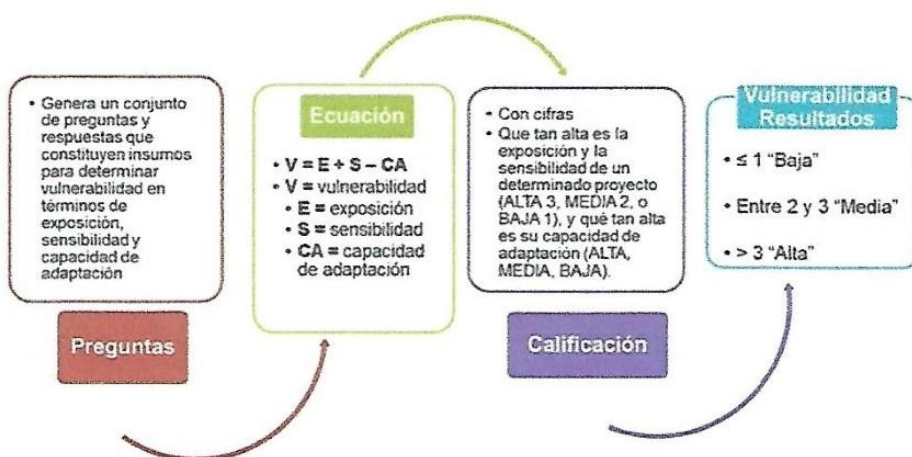 • Genera un conjunto
de preguntas y
respuestas que
constituyen insumos
para determinar
vulnerabilidad en
términos de
exposición,
sensibilidad y
capacidad de
adaptación
Preguntas
Ecuación
• V = E + S – CA
• V = vulnerabilidad
• E = exposición
• S = sensibilidad
• CA = capacidad
de adaptación
• Con cifras
• Que tan alta es la
exposición y la
sensibilidad de un
determinado proyecto
(ALTA 3, MEDIA 2, o
BAJA 1), y qué tan alta
es su capacidad de
adaptación (ALTA,
MEDIA, BAJA).
Calificación
Vulnerabilidad
Resultados
• ≤ 1 “Baja”
• Entre 2 y 3 “Media”
• > 3 “Alta”